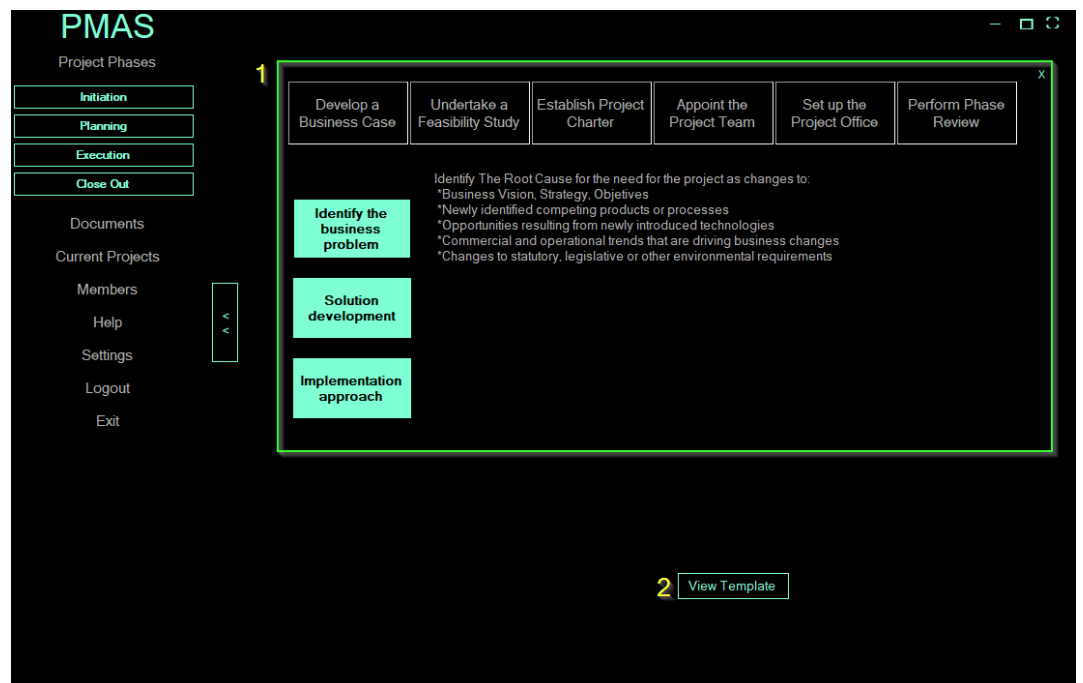 PMAS
Project Phases
Initiation
Planning
Execution
Close Out
Documents
Current Projects
Members
Help
Settings
Logout
Exit
<
<
1
X
Develop a
Business Case
Undertake a
Feasibility Study
Establish Project
Charter
Appoint the
Project Team
Set up the
Project Office
Perform Phase
Review
Identify the
business
problem
Solution
development
Implementation
approach
Identify The Root Cause for the need for the project as changes to:
*Business Vision, Strategy, Objetives
*Newly identified competing products or processes
*Opportunities resulting from newly introduced technologies
*Commercial and operational trends that are driving business changes
*Changes to statutory, legislative or other environmental requirements
2
View Template